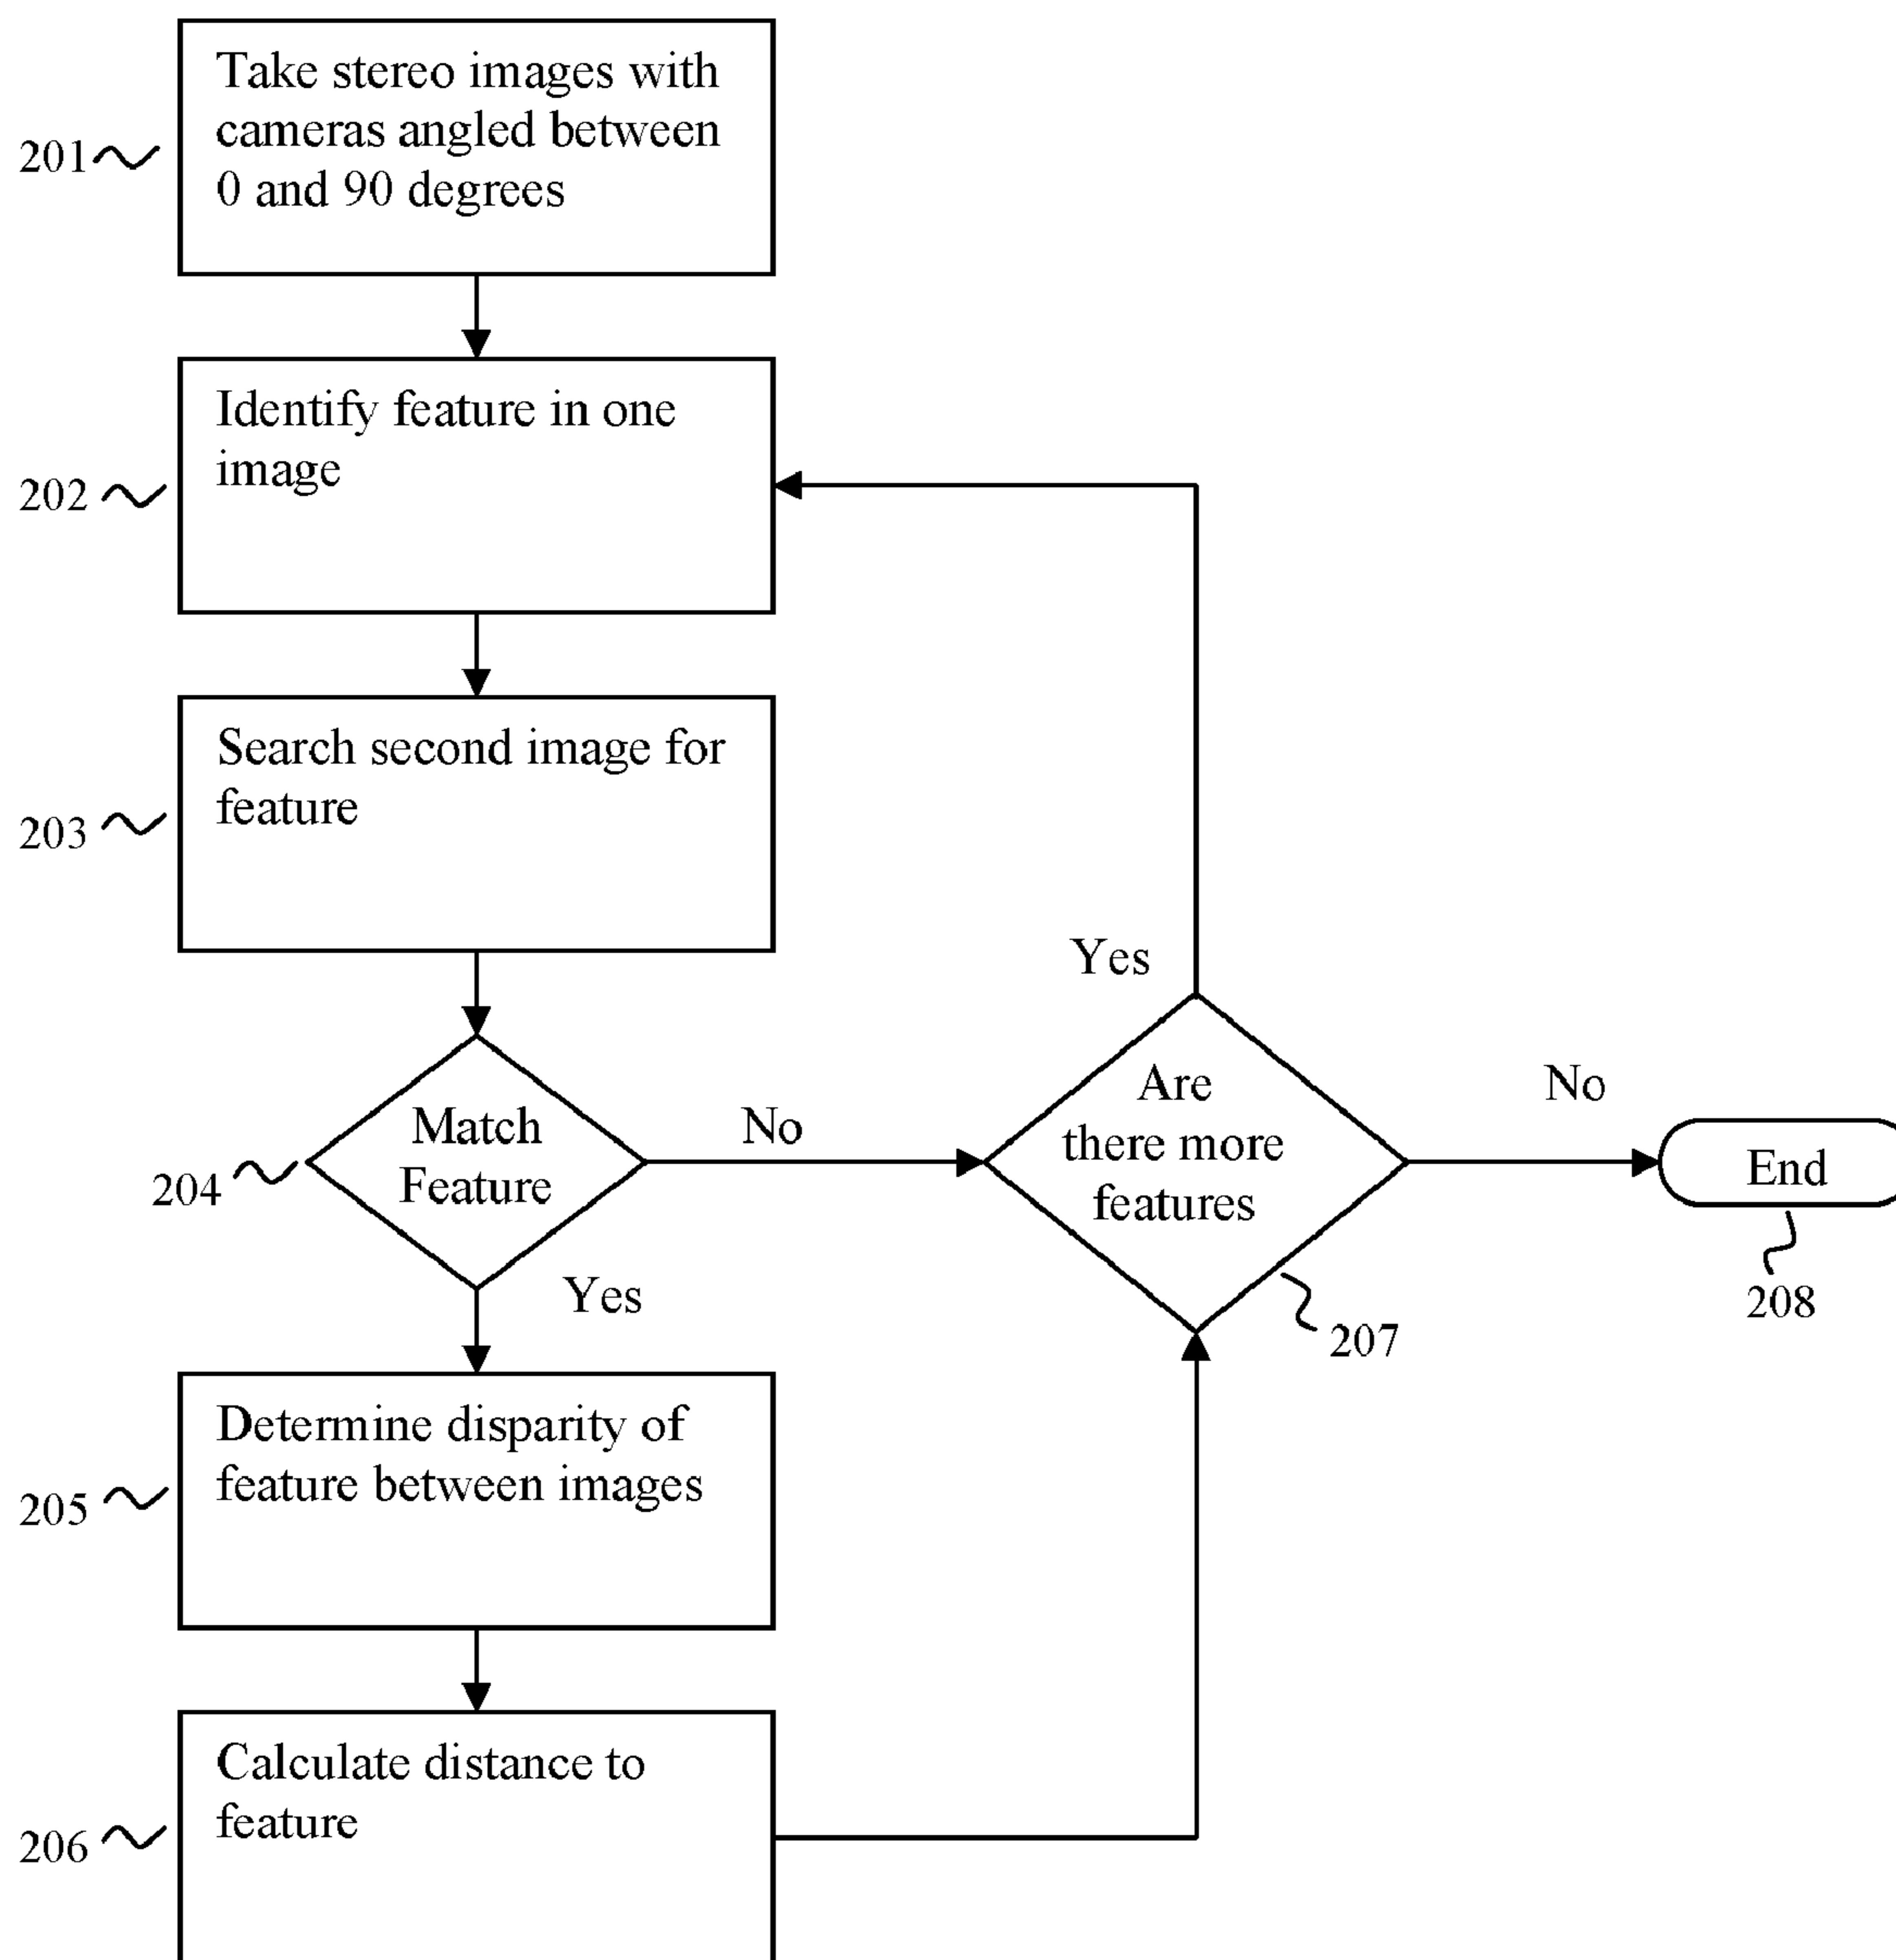 Take stereo images with
cameras angled between
0 and 90 degrees
201
Identify feature in one
image
202
Search second image for
feature
203
Match
Feature
204
No
Yes
Are
there more
features
207
Yes
No
End
208
Determine disparity of
feature between images
205
Calculate distance to
feature
206